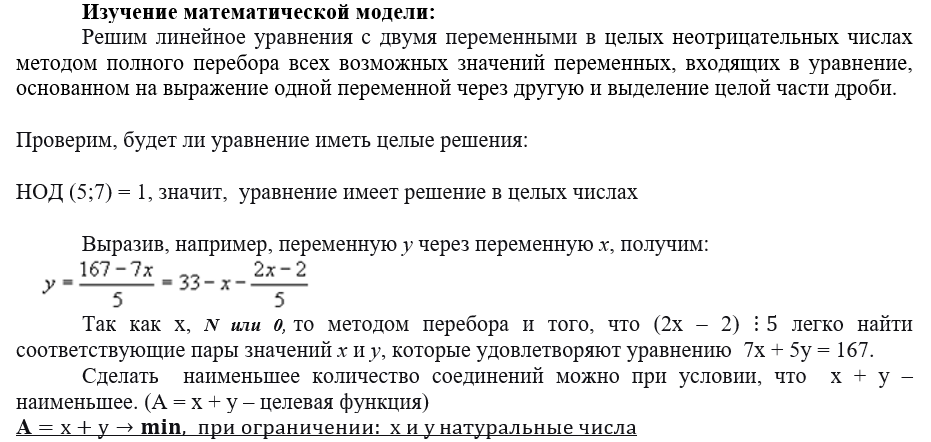 Изучение математической модели:
Решим линейное уравнения с двумя переменными в целых неотрицательных числах
методом полного перебора всех возможных значений переменных, входящих в уравнение,
основанном на выражение одной переменной через другую и выделение целой части дроби.
Проверим, будет ли уравнение иметь целые решения:
НОД (5;7) = 1, значит, уравнение имеет решение в целых числах
Выразив, например, переменную y через переменную x, получим:
y = (167 − 7x)/5 = 33 − x − (2x − 2)/5
Так как x, N или 0, то методом перебора и того, что (2x – 2) ⋮ 5 легко найти
соответствующие пары значений x и y, которые удовлетворяют уравнению 7x + 5y = 167.
Сделать наименьшее количество соединений можно при условии, что x + y –
наименьшее. (A = x + y – целевая функция)
A = x + y → min, при ограничении: x и y натуральные числа